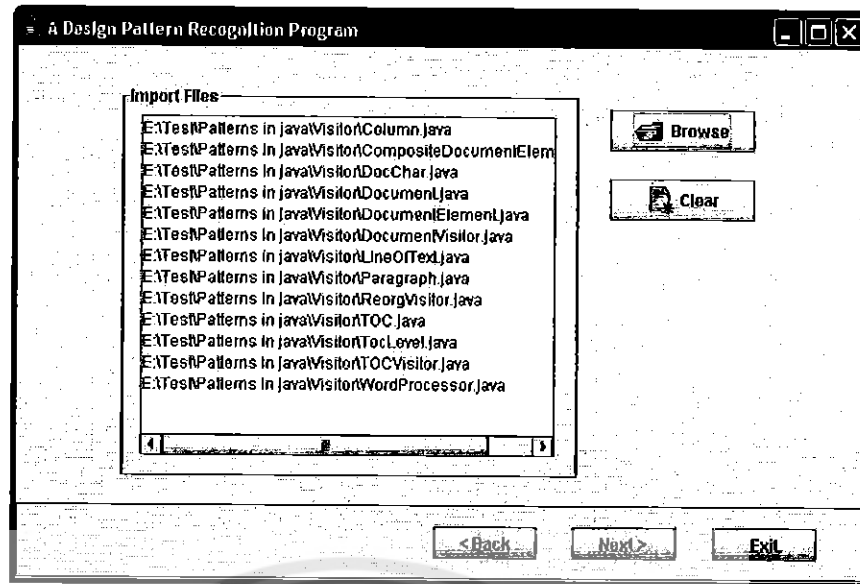 A Design Pattern Recognition Program
Import Files
E:\Test\Patterns in java\Visitor\Column.java
E:\Test\Patterns in java\Visitor\CompositeDocumentElem
E:\Test\Patterns in java\Visitor\DocChar.java
E:\Test\Patterns in java\Visitor\Document.java
E:\Test\Patterns in java\Visitor\DocumentElement.java
E:\Test\Patterns in java\Visitor\DocumentVisitor.java
E:\Test\Patterns in java\Visitor\LineOfText.java
E:\Test\Patterns in java\Visitor\Paragraph.java
E:\Test\Patterns in java\Visitor\ReorgVisitor.java
E:\Test\Patterns in java\Visitor\TOC.java
E:\Test\Patterns in java\Visitor\TocLevel.java
E:\Test\Patterns in java\Visitor\TOCVisitor.java
E:\Test\Patterns in java\Visitor\WordProcessor.java
Browse
Clear
< Back
Next >
Exit